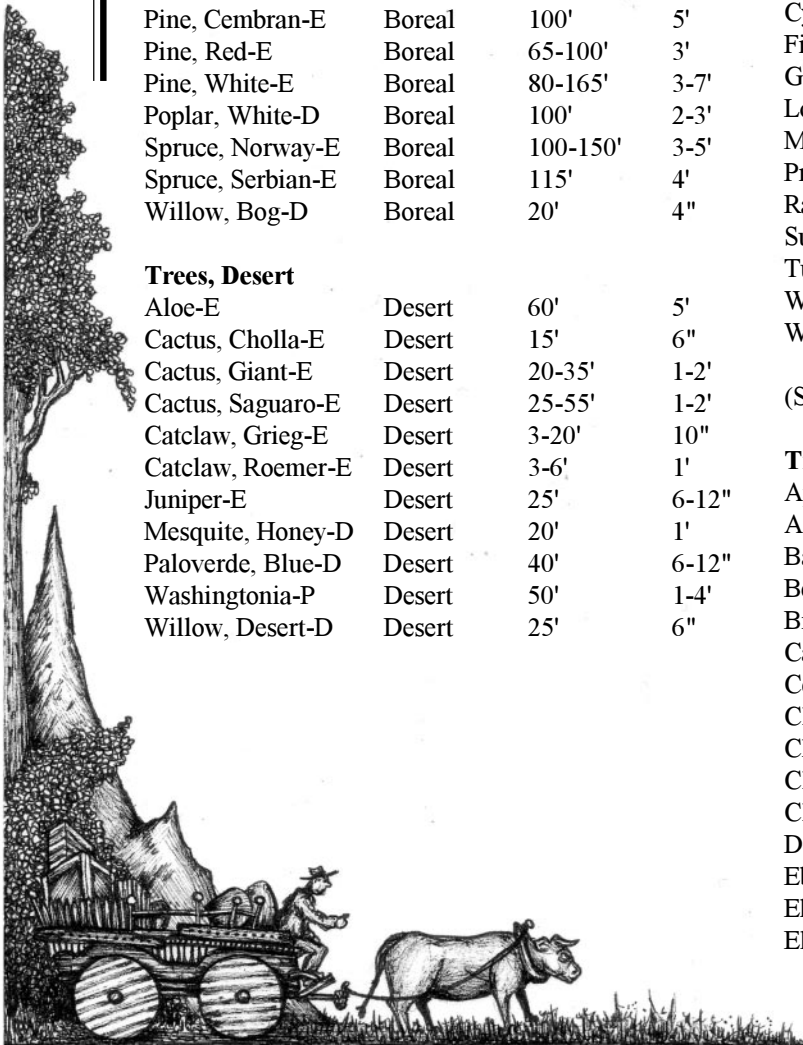 Pine, Cembran-E Boreal 100' 5'
Pine, Red-E Boreal 65-100' 3'
Pine, White-E Boreal 80-165' 3-7'
Poplar, White-D Boreal 100' 2-3'
Spruce, Norway-E Boreal 100-150' 3-5'
Spruce, Serbian-E Boreal 115' 4'
Willow, Bog-D Boreal 20' 4"
Trees, Desert
Aloe-E Desert 60' 5'
Cactus, Cholla-E Desert 15' 6"
Cactus, Giant-E Desert 20-35' 1-2'
Cactus, Saguaro-E Desert 25-55' 1-2'
Catclaw, Grieg-E Desert 3-20' 10"
Catclaw, Roemer-E Desert 3-6' 1'
Juniper-E Desert 25' 6-12"
Mesquite, Honey-D Desert 20' 1'
Paloverde, Blue-D Desert 40' 6-12"
Washingtonia-P Desert 50' 1-4'
Willow, Desert-D Desert 25' 6"